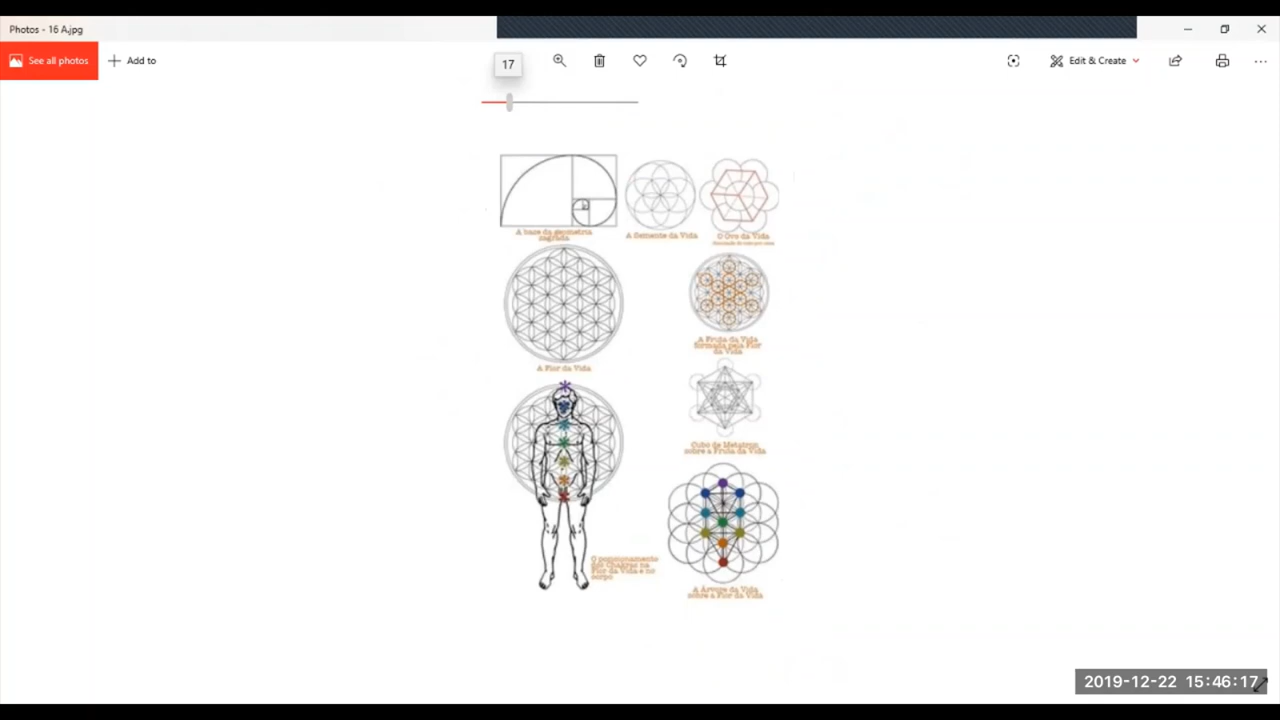 Photos - 16 A.jpg
See all photos
Add to
17
Edit & Create
A base da geometria
sagrada
A Semente da Vida
O Ovo da Vida
A Flor da Vida
A Fruta da Vida
formada pela Flor
da Vida
Cubo de Metatron
sobre a Fruta da Vida
O posicionamento
dos Chakras na
Flor da Vida e no
corpo
A Árvore da Vida
sobre a Flor da Vida
2019-12-22 15:46:17